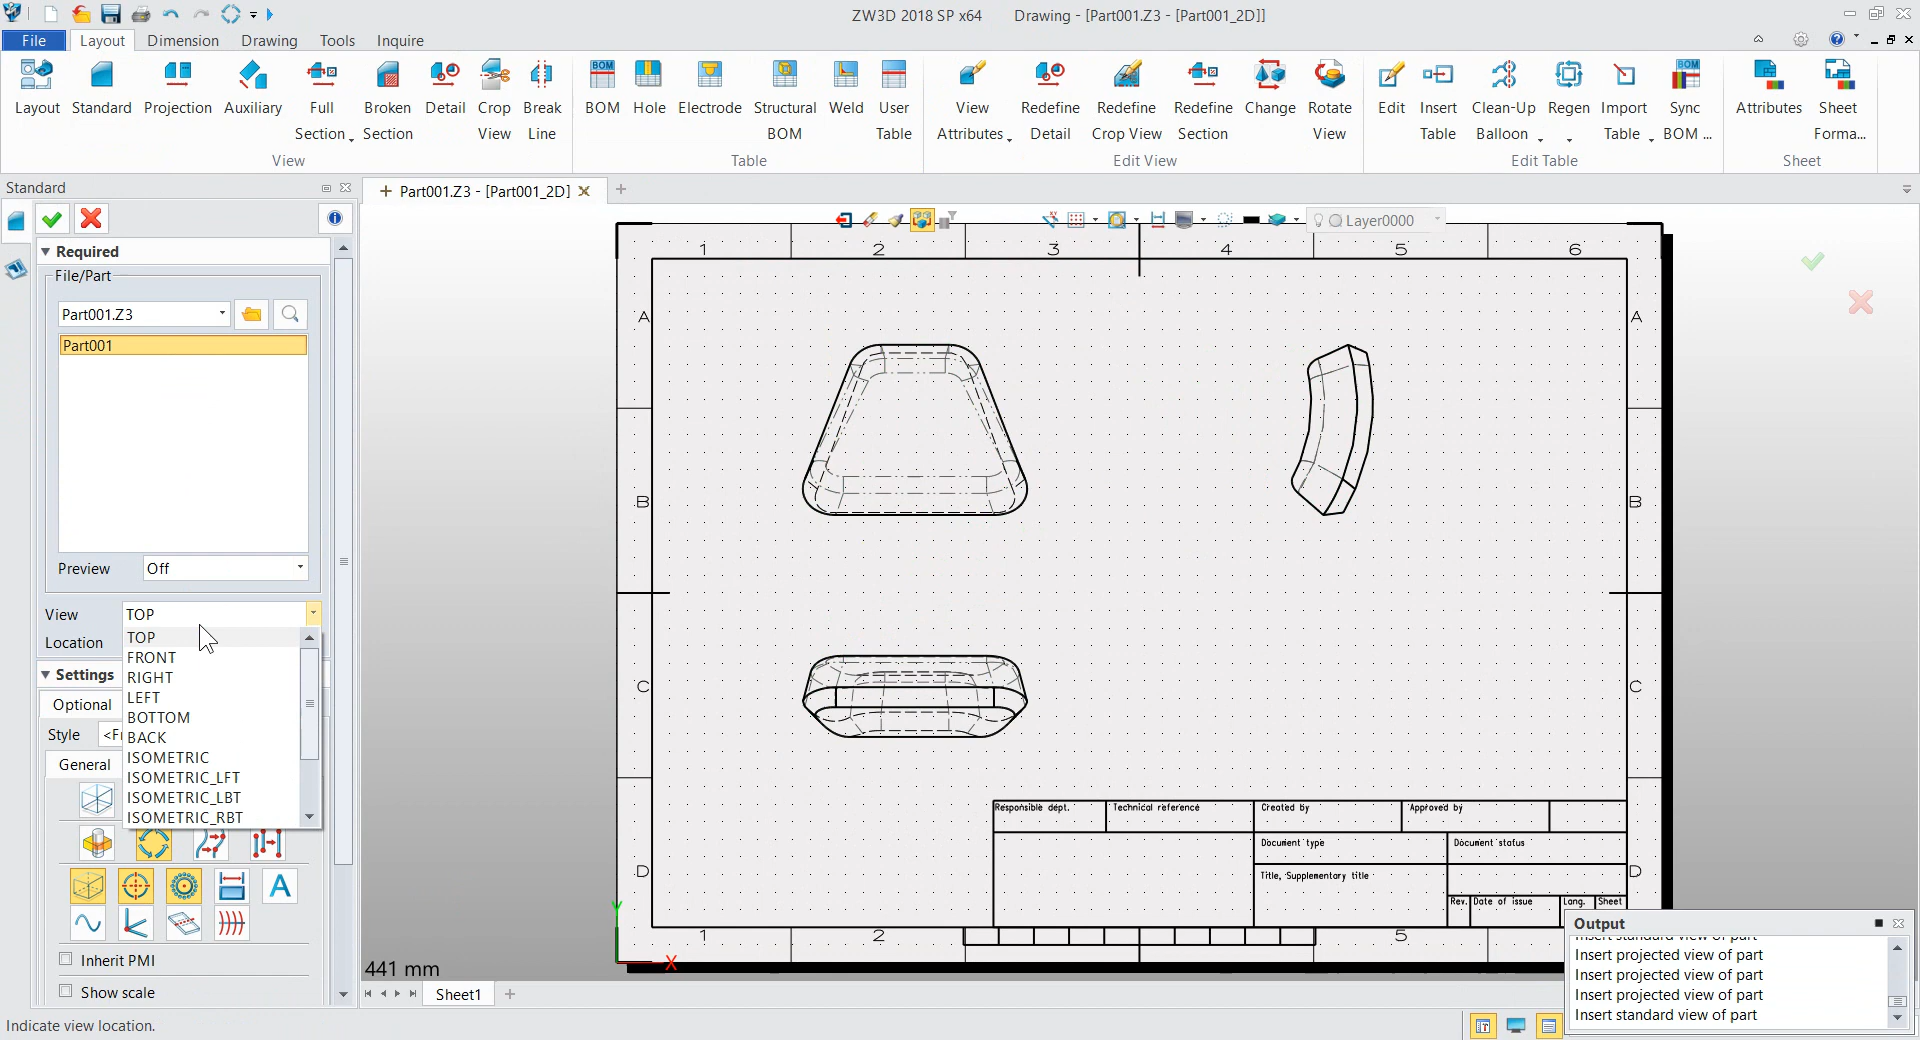 ZW3D 2018 SP x64 Drawing - [Part001.Z3 - [Part001_2D]]
File Layout Dimension Drawing Tools Inquire
Layout Standard Projection Auxiliary Full Section Broken Section Detail Crop View Break Line
BOM Hole Electrode Structural BOM Weld User Table
View Attributes Redefine Detail Redefine Crop View Redefine Section Change Rotate View
Edit Insert Table Clean-Up Balloon Regen Import Table Sync BOM ...
Attributes Sheet Forma...
View Table Edit View Edit Table Sheet
Standard
Part001.Z3 - [Part001_2D]
Layer0000
Required
File/Part
Part001.Z3
Part001
Preview Off
View TOP
Location
TOP
FRONT
RIGHT
LEFT
BOTTOM
BACK
ISOMETRIC
ISOMETRIC_LFT
ISOMETRIC_LBT
ISOMETRIC_RBT
Settings
Optional
Style <F
General
Inherit PMI
Show scale
1 2 3 4 5 6
A A
B B
C C
D D
Responsible dept. Technical reference Created by Approved by
Document type Document status
Title, Supplementary title
Rev. Date of issue Lang. Sheet
1 2 5
Y
X
441 mm
Sheet1
Output
Insert standard view of part
Insert projected view of part
Insert projected view of part
Insert projected view of part
Insert standard view of part
Indicate view location.